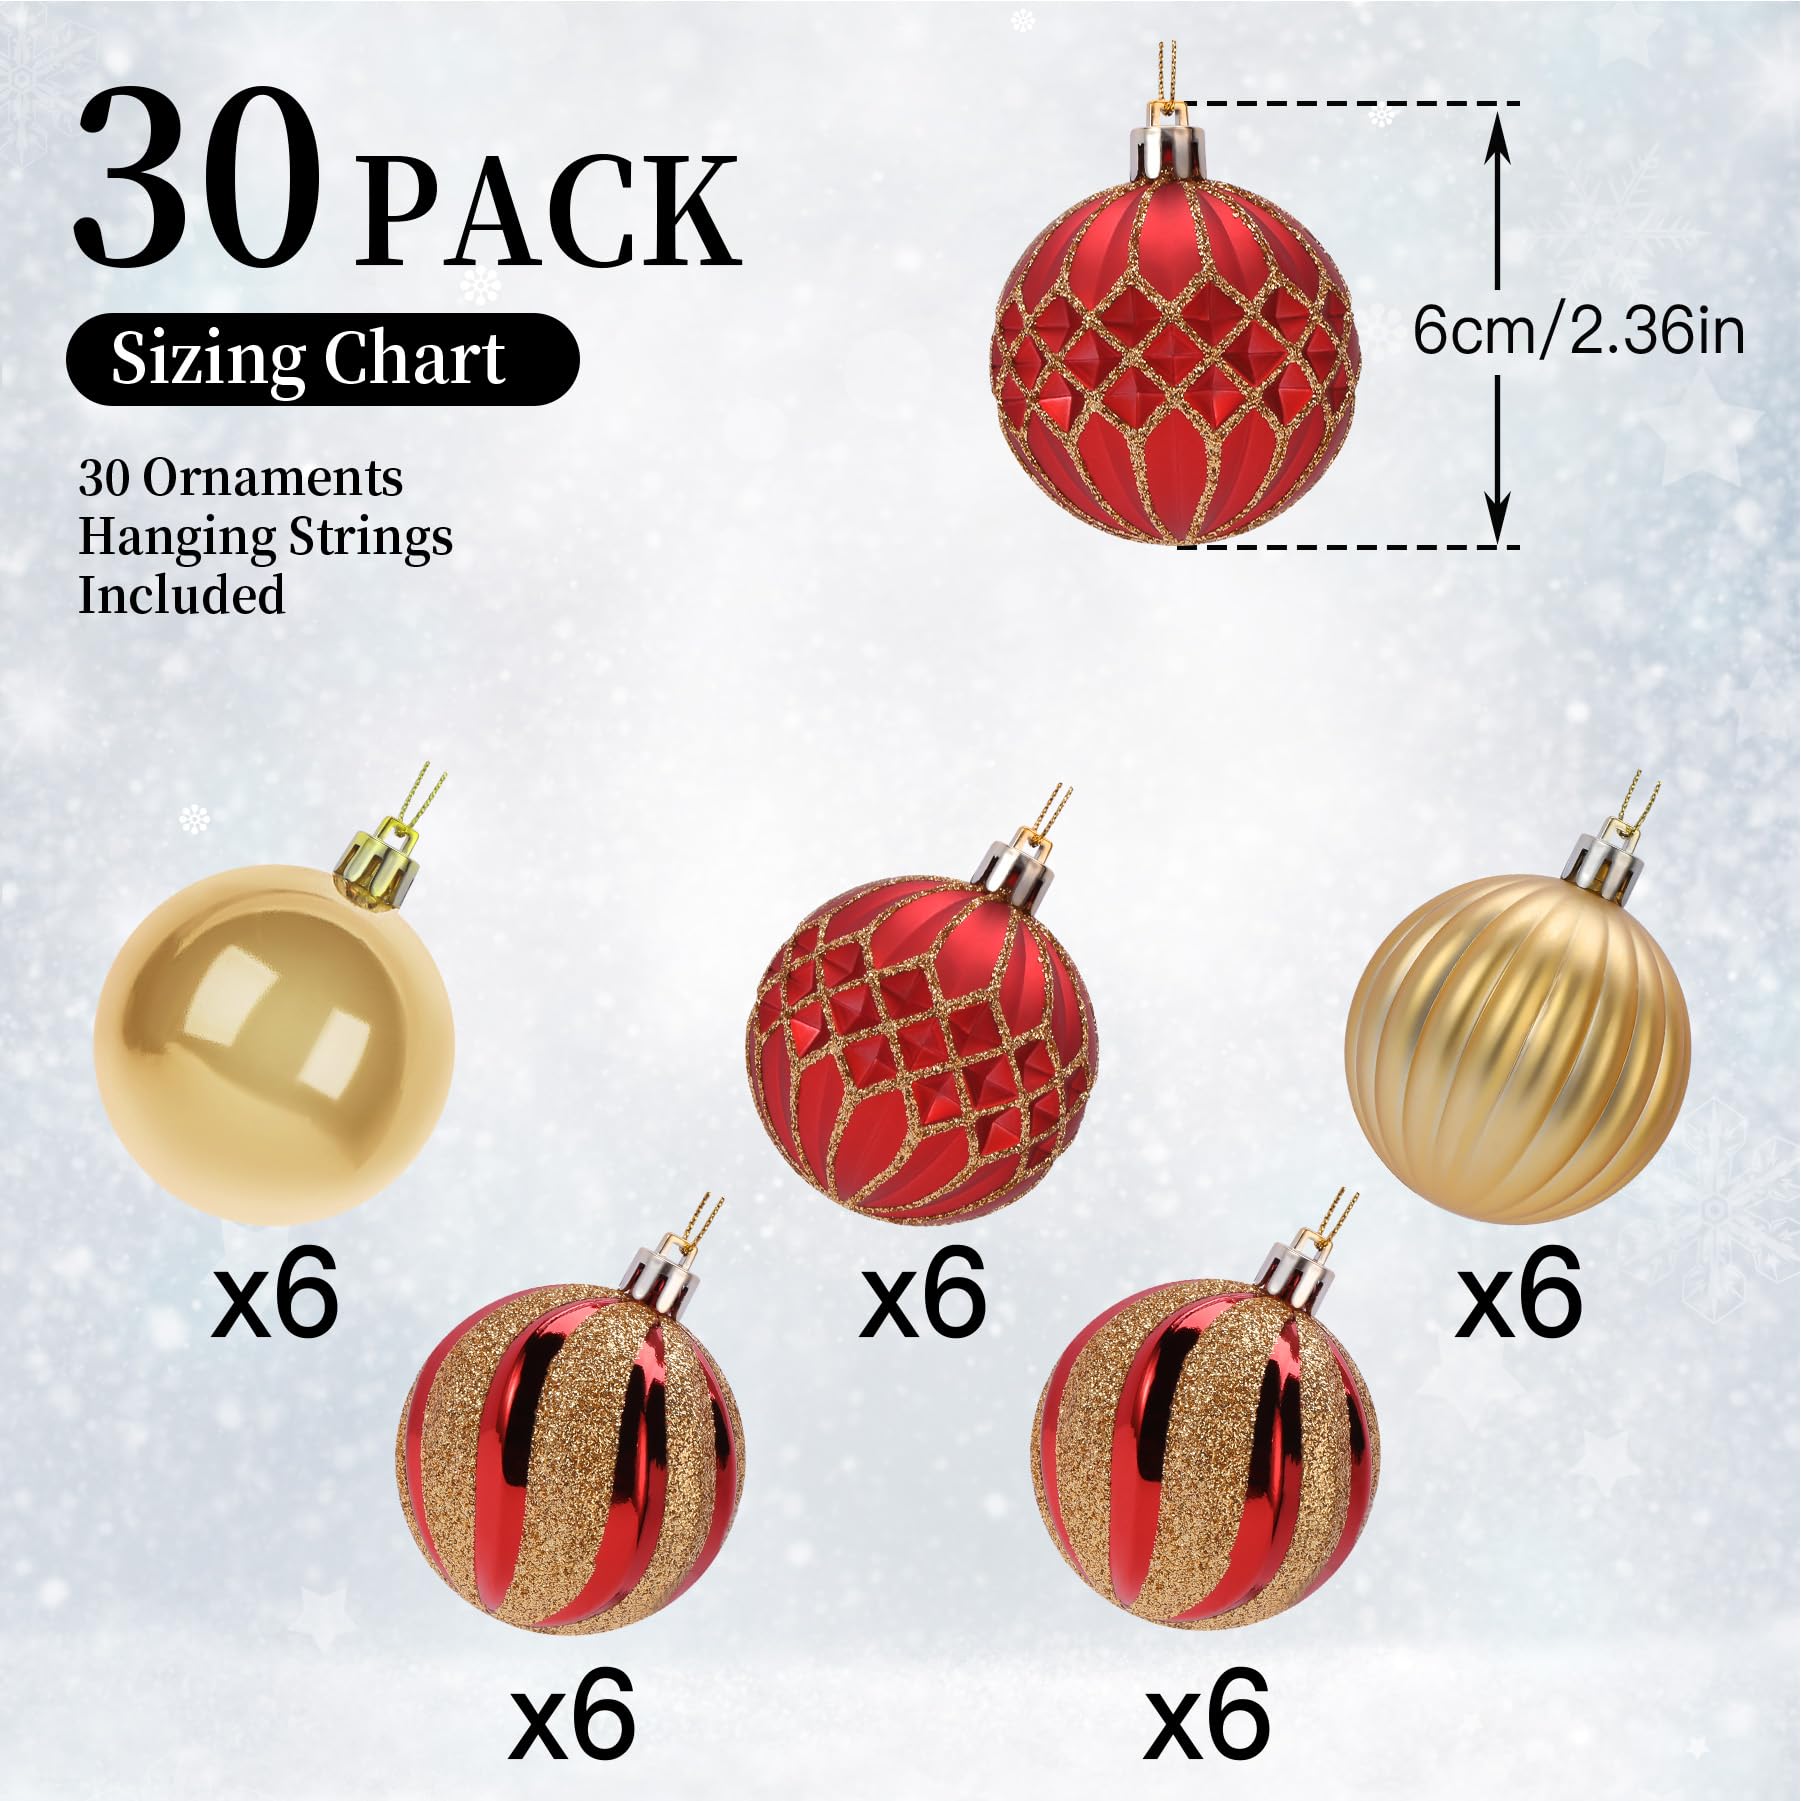 30 PACK
Sizing Chart
30 Ornaments
Hanging Strings
Included
6cm/2.36in
x6
x6
x6
x6
x6